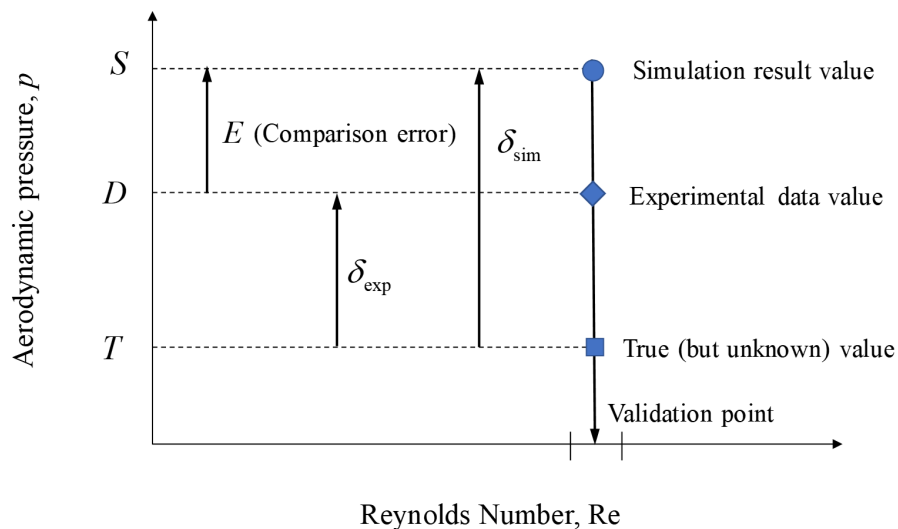 Aerodynamic pressure, p
S
Simulation result value
E (Comparison error)
δsim
D
Experimental data value
δexp
T
True (but unknown) value
Validation point
Reynolds Number, Re